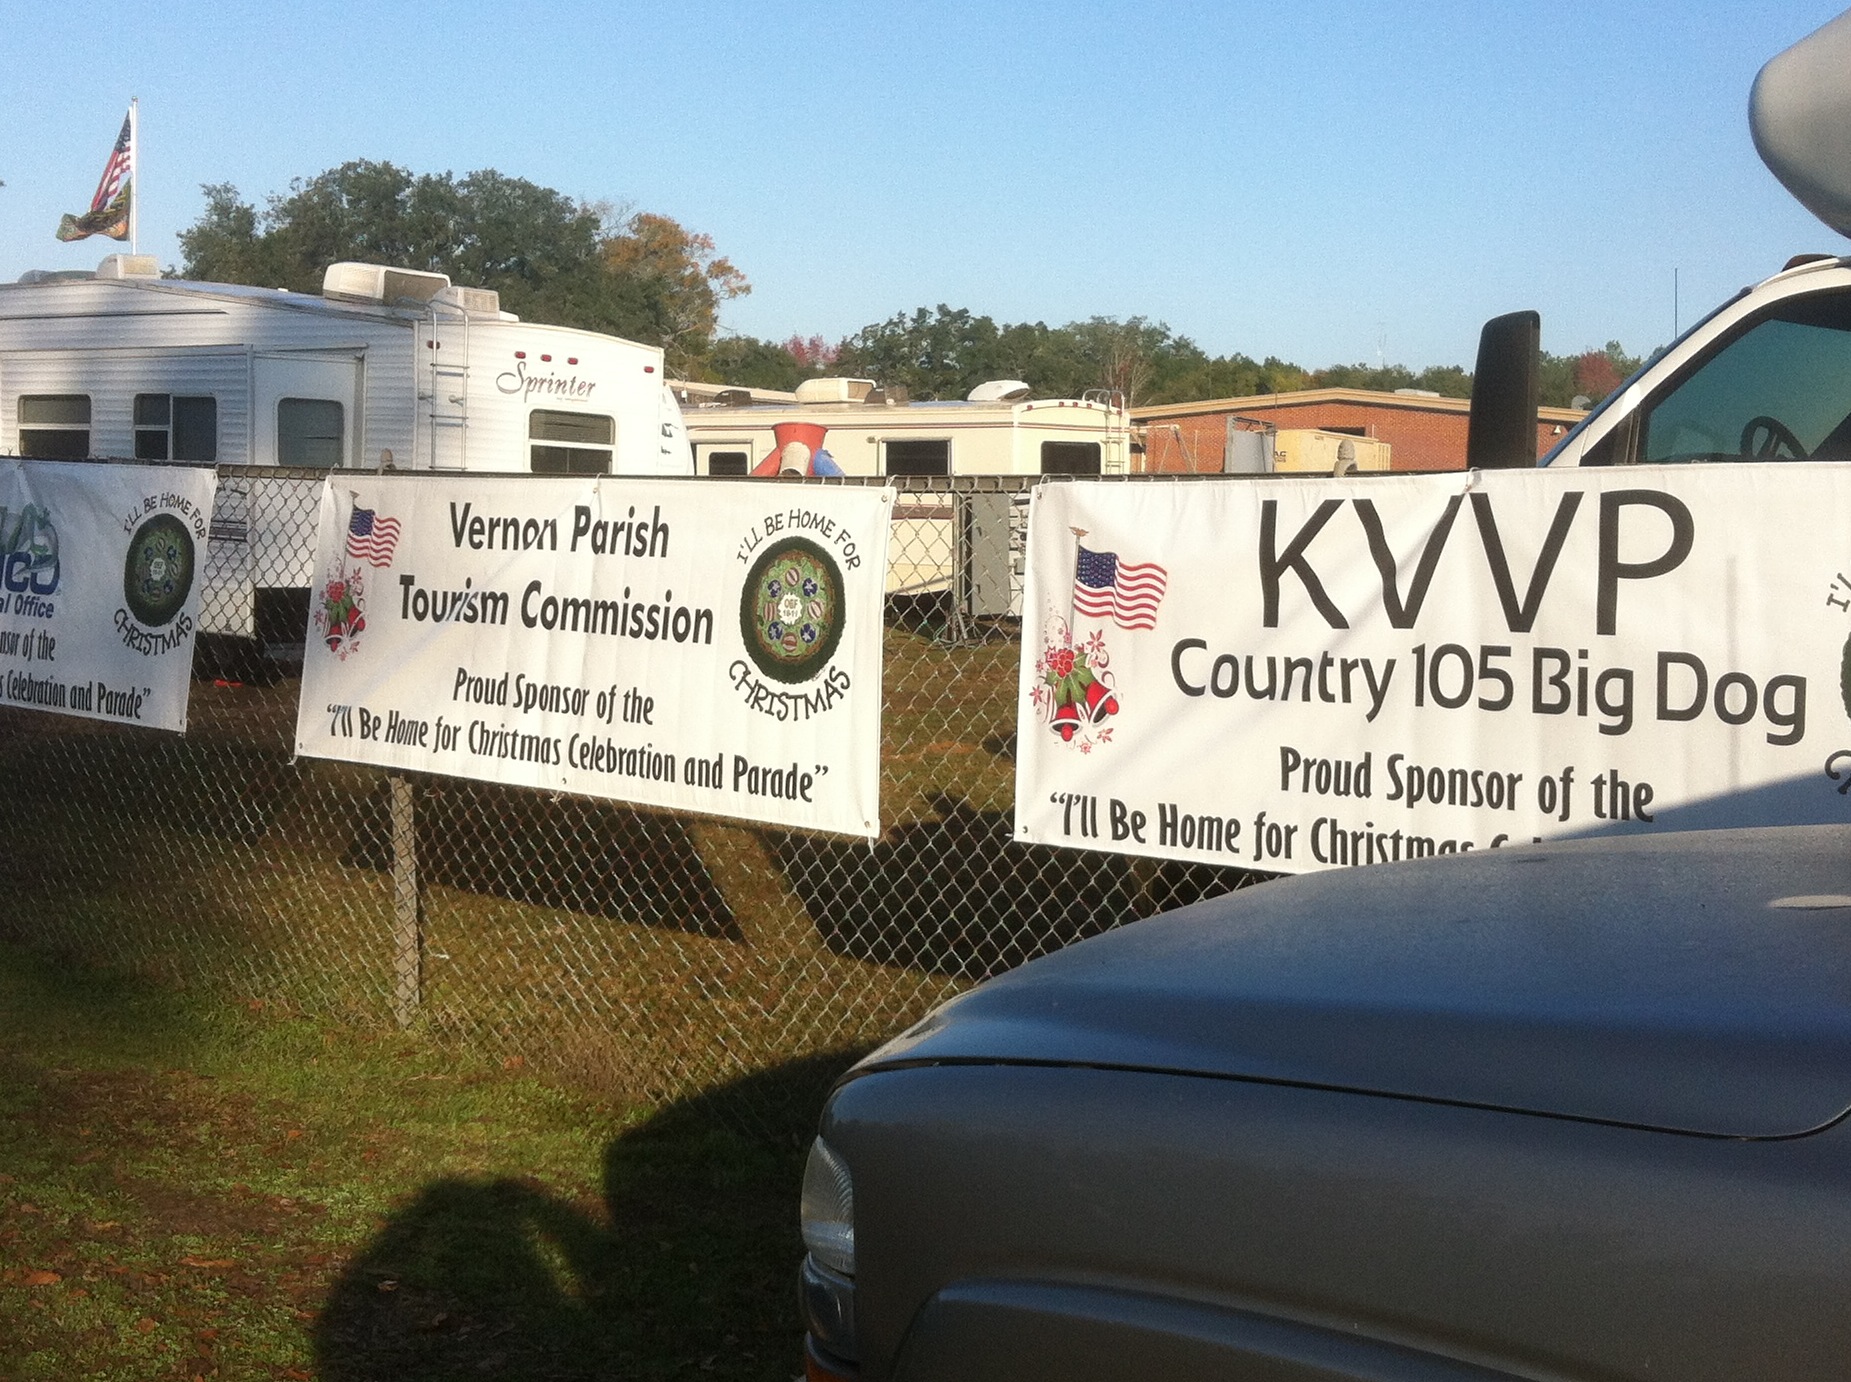 Sprinter
I'LL BE HOME FOR
CHRISTMAS
al Office
nsor of the
s Celebration and Parade"
Vernon Parish
Tourism Commission
Proud Sponsor of the
"I'll Be Home for Christmas Celebration and Parade"
I'LL BE HOME FOR
CHRISTMAS
KVVP
Country 105 Big Dog
Proud Sponsor of the
"I'll Be Home for Christmas